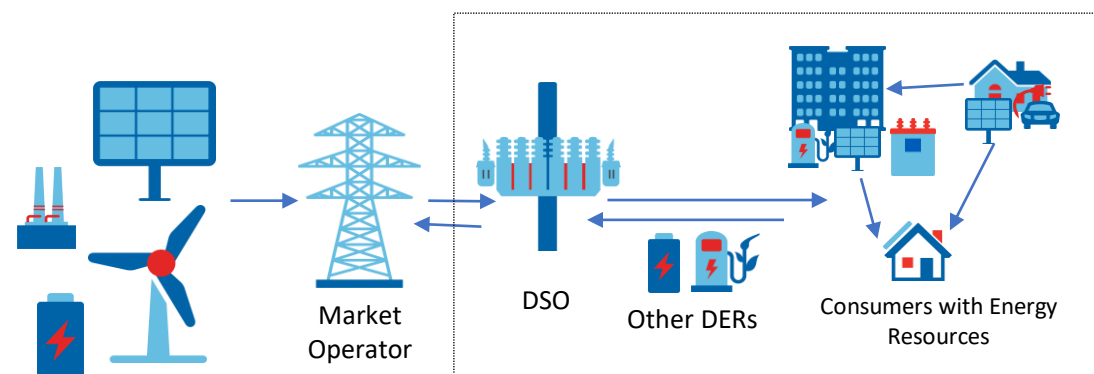 Market
Operator
DSO
Other DERs
Consumers with Energy
Resources